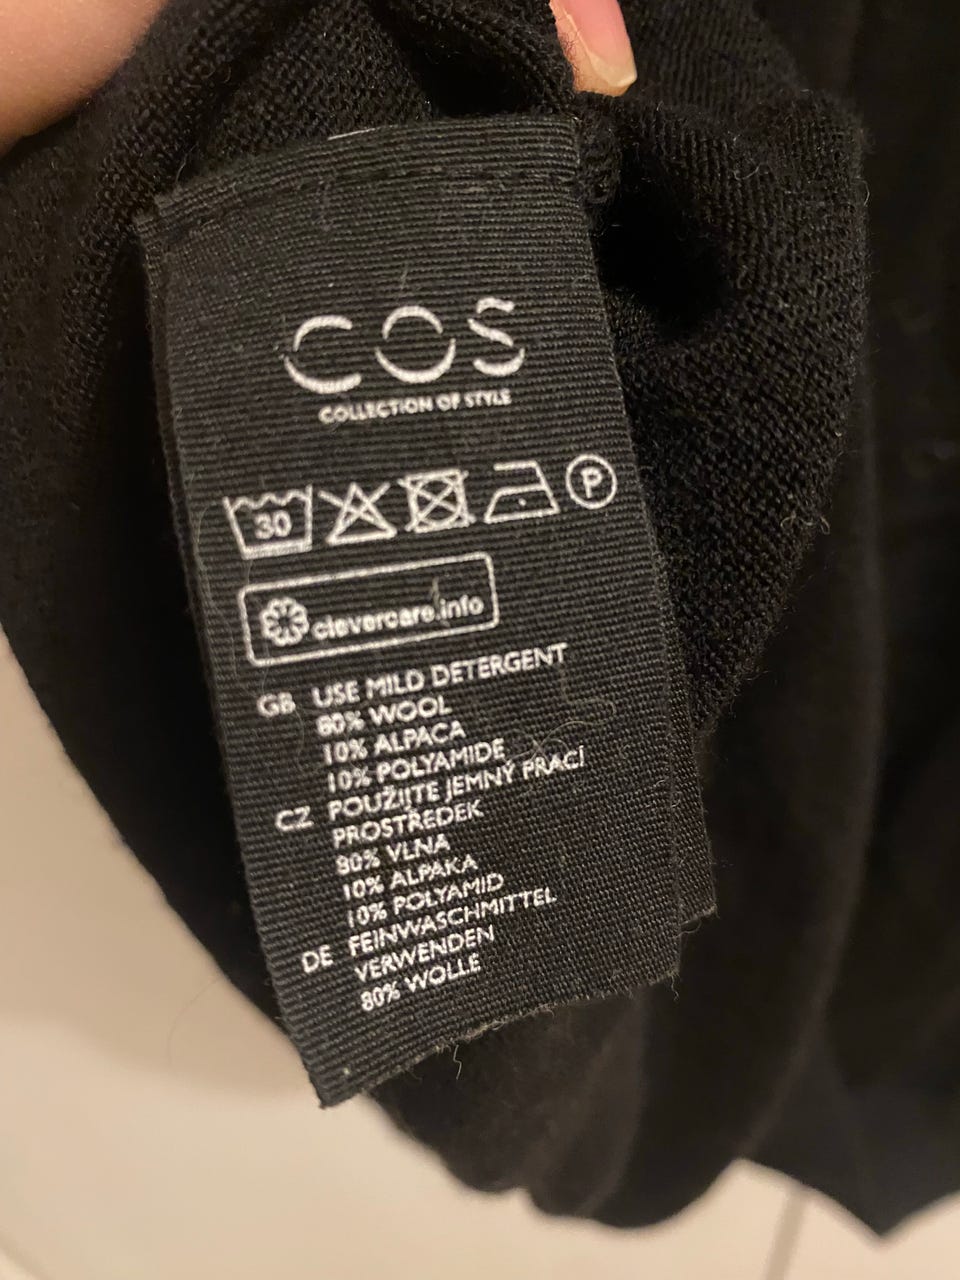 COS
COLLECTION OF STYLE
30
P
clevercare.info
GB USE MILD DETERGENT
80% WOOL
10% ALPACA
10% POLYAMIDE
CZ POUŽIJTE JEMNÝ PRACÍ
PROSTŘEDEK
80% VLNA
10% ALPAKA
10% POLYAMID
DE FEINWASCHMITTEL
VERWENDEN
80% WOLLE